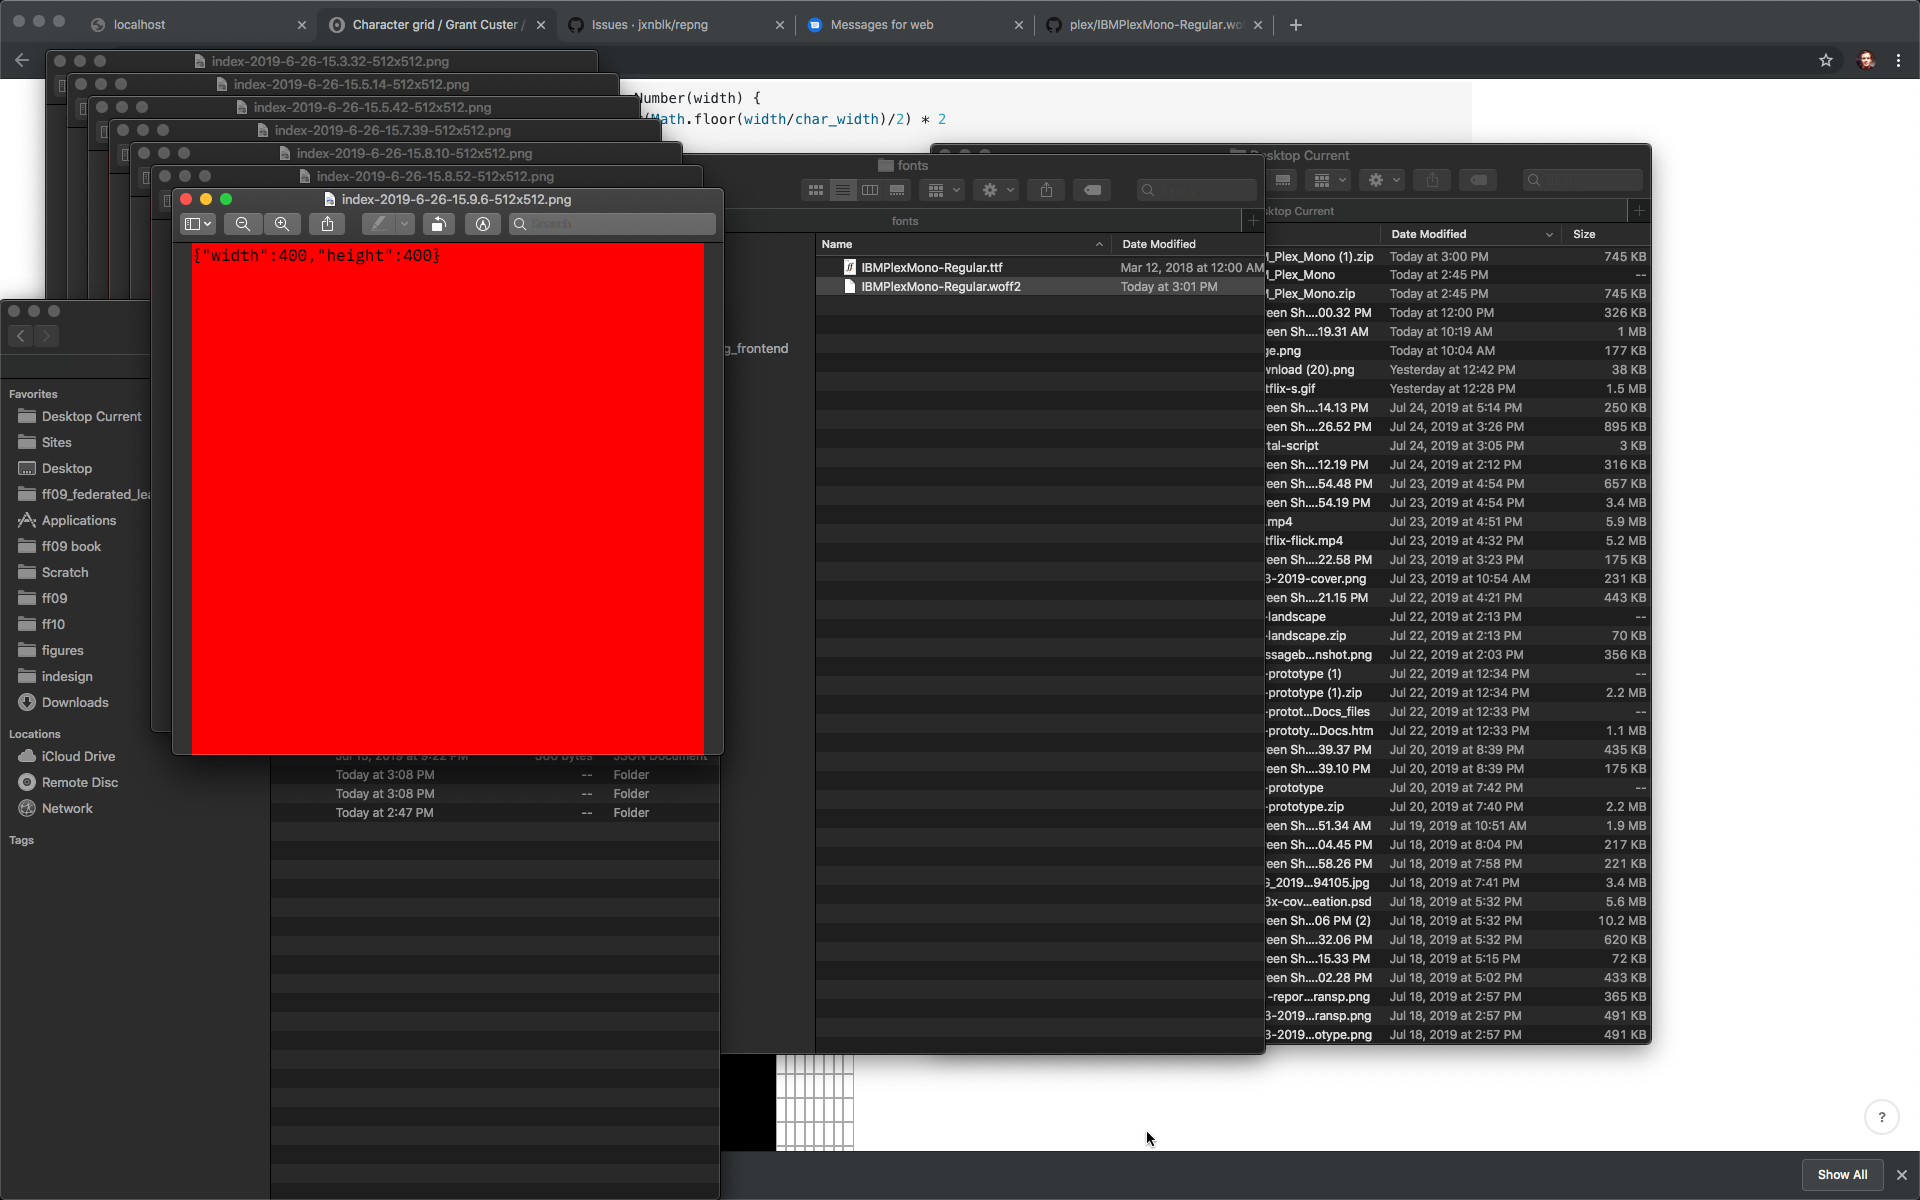 localhost
Character grid / Grant Custer /
Issues · jxnblk/repng
Messages for web
plex/IBMPlexMono-Regular.wo
index-2019-6-26-15.3.32-512x512.png
index-2019-6-26-15.5.14-512x512.png
index-2019-6-26-15.5.42-512x512.png
index-2019-6-26-15.7.39-512x512.png
index-2019-6-26-15.8.10-512x512.png
index-2019-6-26-15.8.52-512x512.png
index-2019-6-26-15.9.6-512x512.png
Search
{"width":400,"height":400}
Number(width) {
(Math.floor(width/char_width)/2) * 2
fonts
fonts
Name
Date Modified
IBMPlexMono-Regular.ttf Mar 12, 2018 at 12:00 AM
IBMPlexMono-Regular.woff2 Today at 3:01 PM
g_frontend
Desktop Current
sktop Current
Date Modified Size
M_Plex_Mono (1).zip Today at 3:00 PM 745 KB
M_Plex_Mono Today at 2:45 PM --
M_Plex_Mono.zip Today at 2:45 PM 745 KB
een Sh....00.32 PM Today at 12:00 PM 326 KB
een Sh....19.31 AM Today at 10:19 AM 1 MB
ge.png Today at 10:04 AM 177 KB
wnload (20).png Yesterday at 12:42 PM 38 KB
tflix-s.gif Yesterday at 12:28 PM 1.5 MB
een Sh....14.13 PM Jul 24, 2019 at 5:14 PM 250 KB
een Sh....26.52 PM Jul 24, 2019 at 3:26 PM 895 KB
tal-script Jul 24, 2019 at 3:05 PM 3 KB
een Sh....12.19 PM Jul 24, 2019 at 2:12 PM 316 KB
een Sh....54.48 PM Jul 23, 2019 at 4:54 PM 657 KB
een Sh....54.19 PM Jul 23, 2019 at 4:54 PM 3.4 MB
.mp4 Jul 23, 2019 at 4:51 PM 5.9 MB
tflix-flick.mp4 Jul 23, 2019 at 4:32 PM 5.2 MB
een Sh....22.58 PM Jul 23, 2019 at 3:23 PM 175 KB
3-2019-cover.png Jul 23, 2019 at 10:54 AM 231 KB
een Sh....21.15 PM Jul 22, 2019 at 4:21 PM 443 KB
-landscape Jul 22, 2019 at 2:13 PM --
-landscape.zip Jul 22, 2019 at 2:13 PM 70 KB
ssageb...nshot.png Jul 22, 2019 at 2:03 PM 356 KB
-prototype (1) Jul 22, 2019 at 12:34 PM --
-prototype (1).zip Jul 22, 2019 at 12:34 PM 2.2 MB
-protot...Docs_files Jul 22, 2019 at 12:33 PM --
-prototy...Docs.htm Jul 22, 2019 at 12:33 PM 1.1 MB
een Sh....39.37 PM Jul 20, 2019 at 8:39 PM 435 KB
een Sh....39.10 PM Jul 20, 2019 at 8:39 PM 175 KB
-prototype Jul 20, 2019 at 7:42 PM --
-prototype.zip Jul 20, 2019 at 7:40 PM 2.2 MB
een Sh....51.34 AM Jul 19, 2019 at 10:51 AM 1.9 MB
een Sh....04.45 PM Jul 18, 2019 at 8:04 PM 217 KB
een Sh....58.26 PM Jul 18, 2019 at 7:58 PM 221 KB
G_2019...94105.jpg Jul 18, 2019 at 7:41 PM 3.4 MB
3x-cov...eation.psd Jul 18, 2019 at 5:32 PM 5.6 MB
een Sh...06 PM (2) Jul 18, 2019 at 5:32 PM 10.2 MB
een Sh....32.06 PM Jul 18, 2019 at 5:32 PM 620 KB
een Sh....15.33 PM Jul 18, 2019 at 5:15 PM 72 KB
een Sh....02.28 PM Jul 18, 2019 at 5:02 PM 433 KB
-repor...ransp.png Jul 18, 2019 at 2:57 PM 365 KB
3-2019...ransp.png Jul 18, 2019 at 2:57 PM 491 KB
3-2019...otype.png Jul 18, 2019 at 2:57 PM 491 KB
Favorites
Desktop Current
Sites
Desktop
ff09_federated_lea
Applications
ff09 book
Scratch
ff09
ff10
figures
indesign
Downloads
Locations
iCloud Drive
Remote Disc
Network
Tags
Jul 15, 2019 at 9:22 PM 300 bytes JSON Document
Today at 3:08 PM -- Folder
Today at 3:08 PM -- Folder
Today at 2:47 PM -- Folder
?
Show All